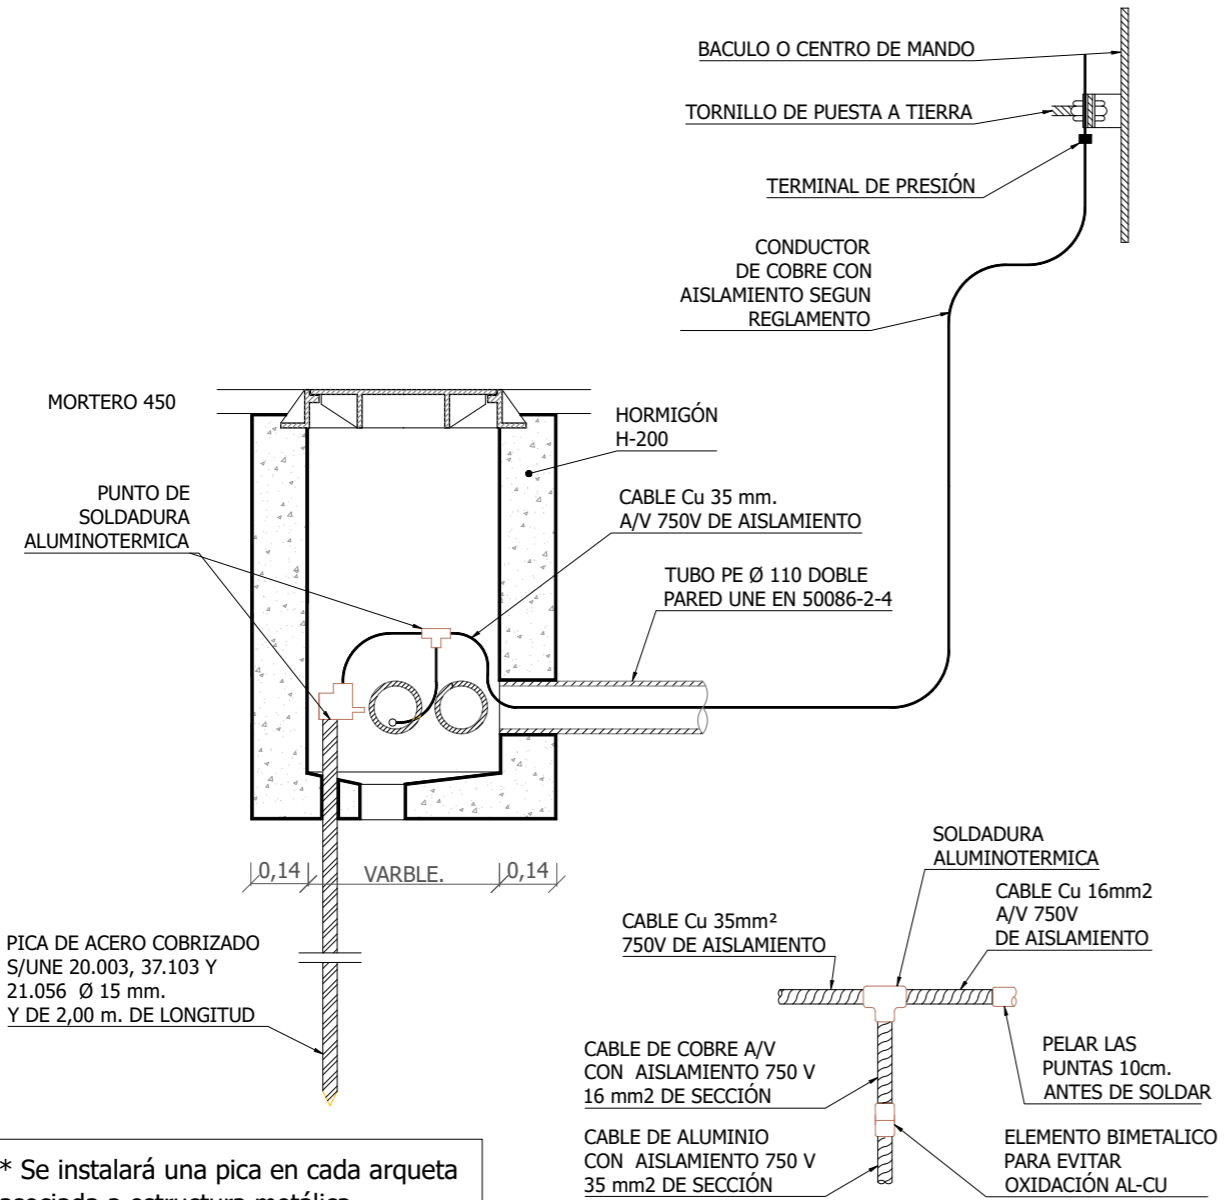 BACULO O CENTRO DE MANDO
TORNILLO DE PUESTA A TIERRA
TERMINAL DE PRESIÓN
CONDUCTOR
DE COBRE CON
AISLAMIENTO SEGUN
REGLAMENTO
MORTERO 450
HORMIGÓN
H-200
PUNTO DE
SOLDADURA
ALUMINOTERMICA
CABLE Cu 35 mm.
A/V 750V DE AISLAMIENTO
TUBO PE Ø 110 DOBLE
PARED UNE EN 50086-2-4
0,14
VARBLE.
0,14
PICA DE ACERO COBRIZADO
S/UNE 20.003, 37.103 Y
21.056 Ø 15 mm.
Y DE 2,00 m. DE LONGITUD
SOLDADURA
ALUMINOTERMICA
CABLE Cu 35mm²
750V DE AISLAMIENTO
CABLE Cu 16mm2
A/V 750V
DE AISLAMIENTO
CABLE DE COBRE A/V
CON AISLAMIENTO 750 V
16 mm2 DE SECCIÓN
PELAR LAS
PUNTAS 10cm.
ANTES DE SOLDAR
CABLE DE ALUMINIO
CON AISLAMIENTO 750 V
35 mm2 DE SECCIÓN
ELEMENTO BIMETALICO
PARA EVITAR
OXIDACIÓN AL-CU
* Se instalará una pica en cada arqueta
asociada a estructura metálica